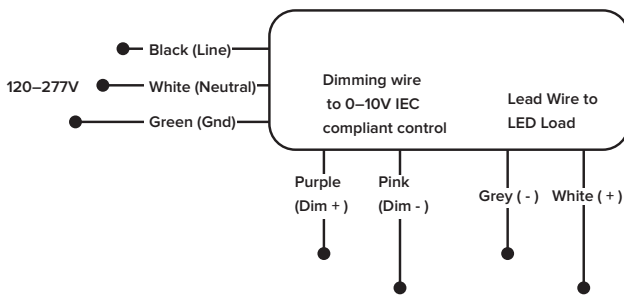 Black (Line)
120–277V
White (Neutral)
Green (Gnd)
Dimming wire
to 0–10V IEC
compliant control
Lead Wire to
LED Load
Purple
(Dim + )
Pink
(Dim - )
Grey ( - )
White ( + )